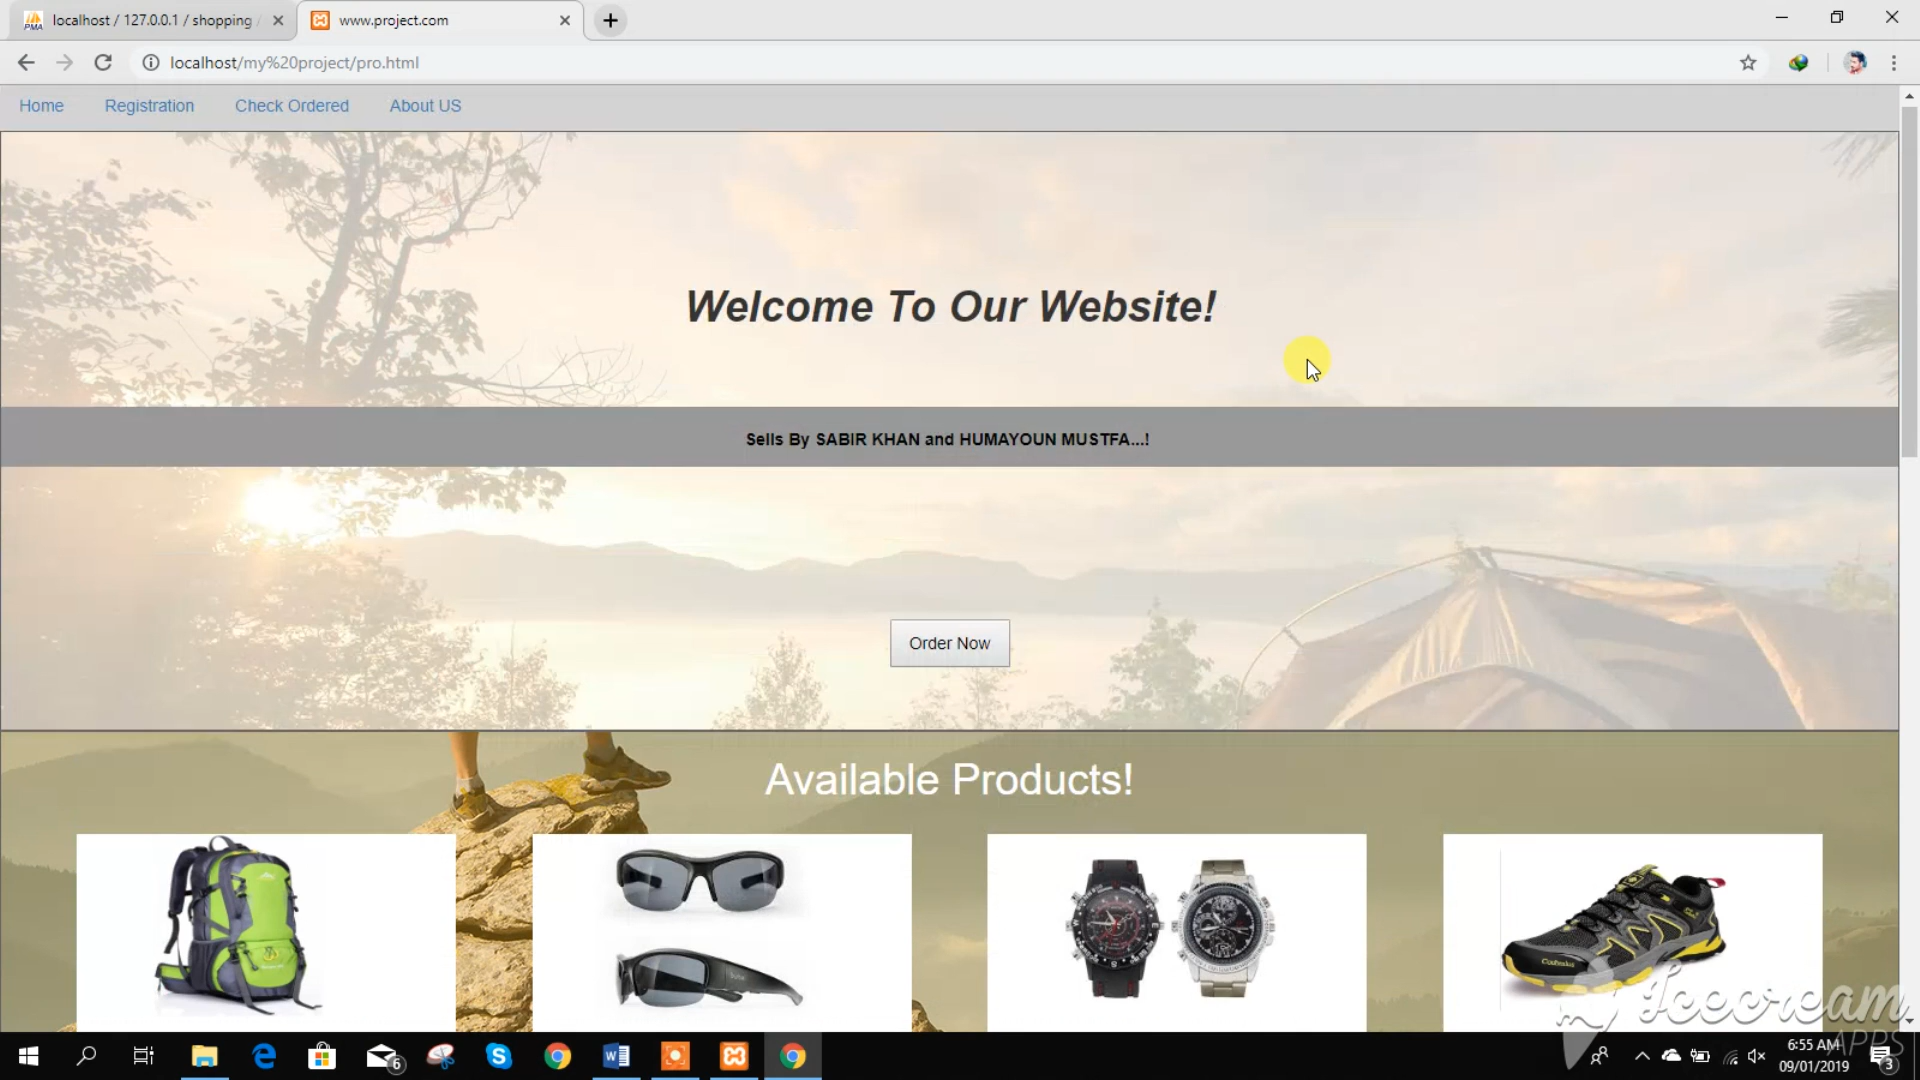 localhost / 127.0.0.1 / shopping /
www.project.com
localhost/my%20project/pro.html
Home Registration Check Ordered About US
Welcome To Our Website!
Sells By SABIR KHAN and HUMAYOUN MUSTFA...!
Order Now
Available Products!
Icecream
APPS
6
6:55 AM
09/01/2019
3